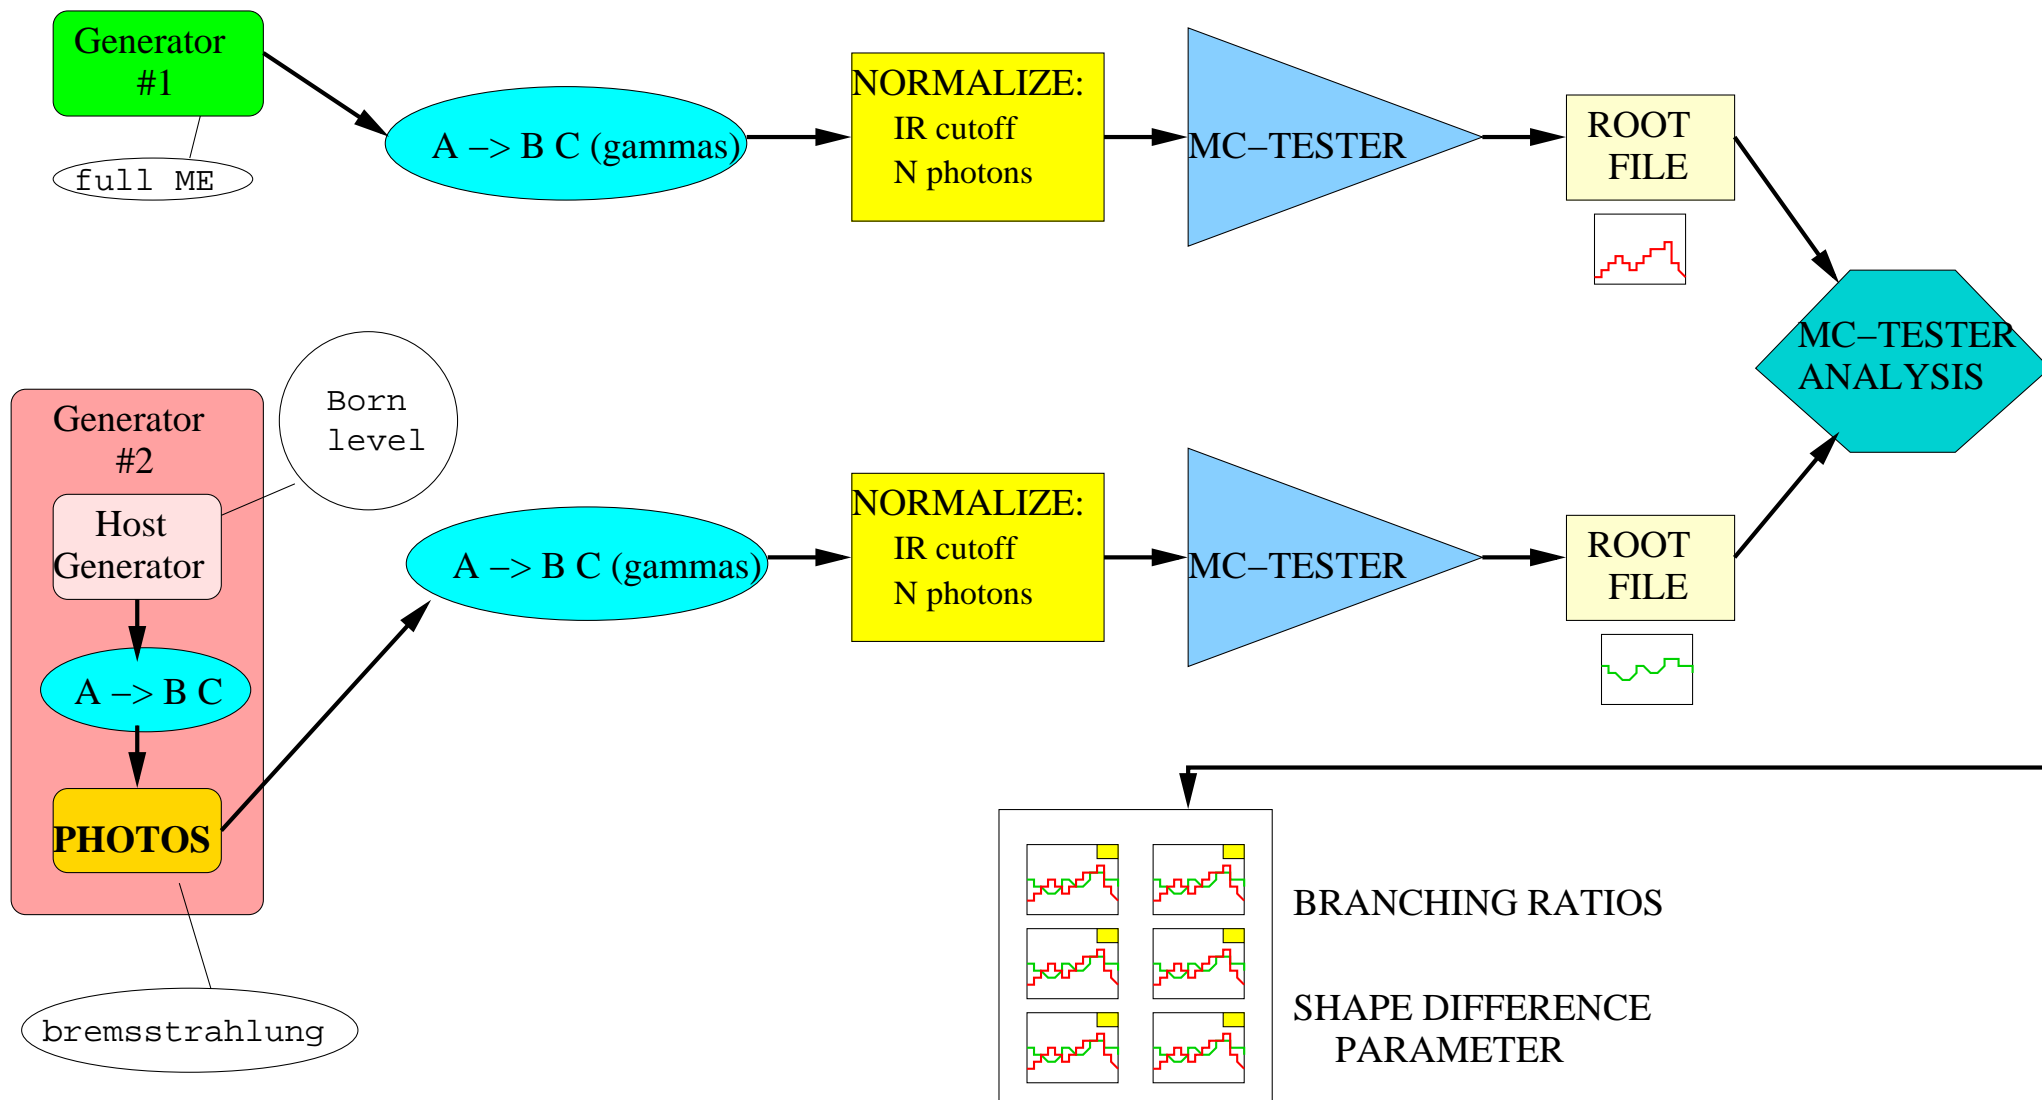 Generator
#1
full ME
A −> B C (gammas)
NORMALIZE:
IR cutoff
N photons
MC−TESTER
ROOT
FILE
MC−TESTER
ANALYSIS
Born
level
Generator
#2
Host
Generator
A −> B C
PHOTOS
bremsstrahlung
A −> B C (gammas)
NORMALIZE:
IR cutoff
N photons
MC−TESTER
ROOT
FILE
BRANCHING RATIOS
SHAPE DIFFERENCE
PARAMETER